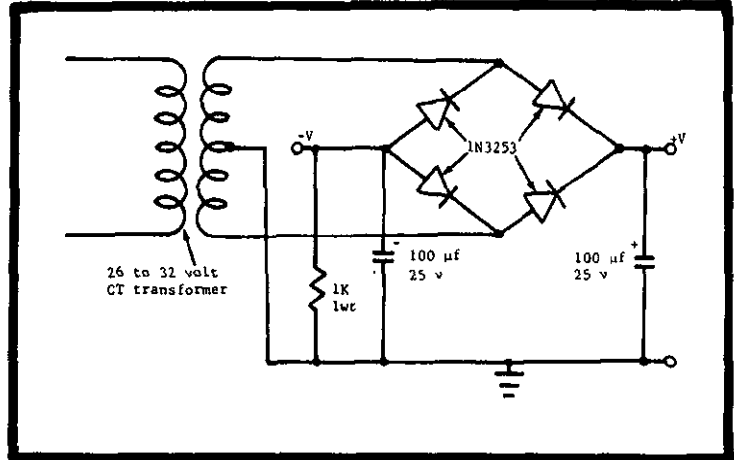 -V
1N3253
+V
26 to 32 volt
CT transformer
1K
1wt
-
100 µf
25 v
100 µf
25 v
+